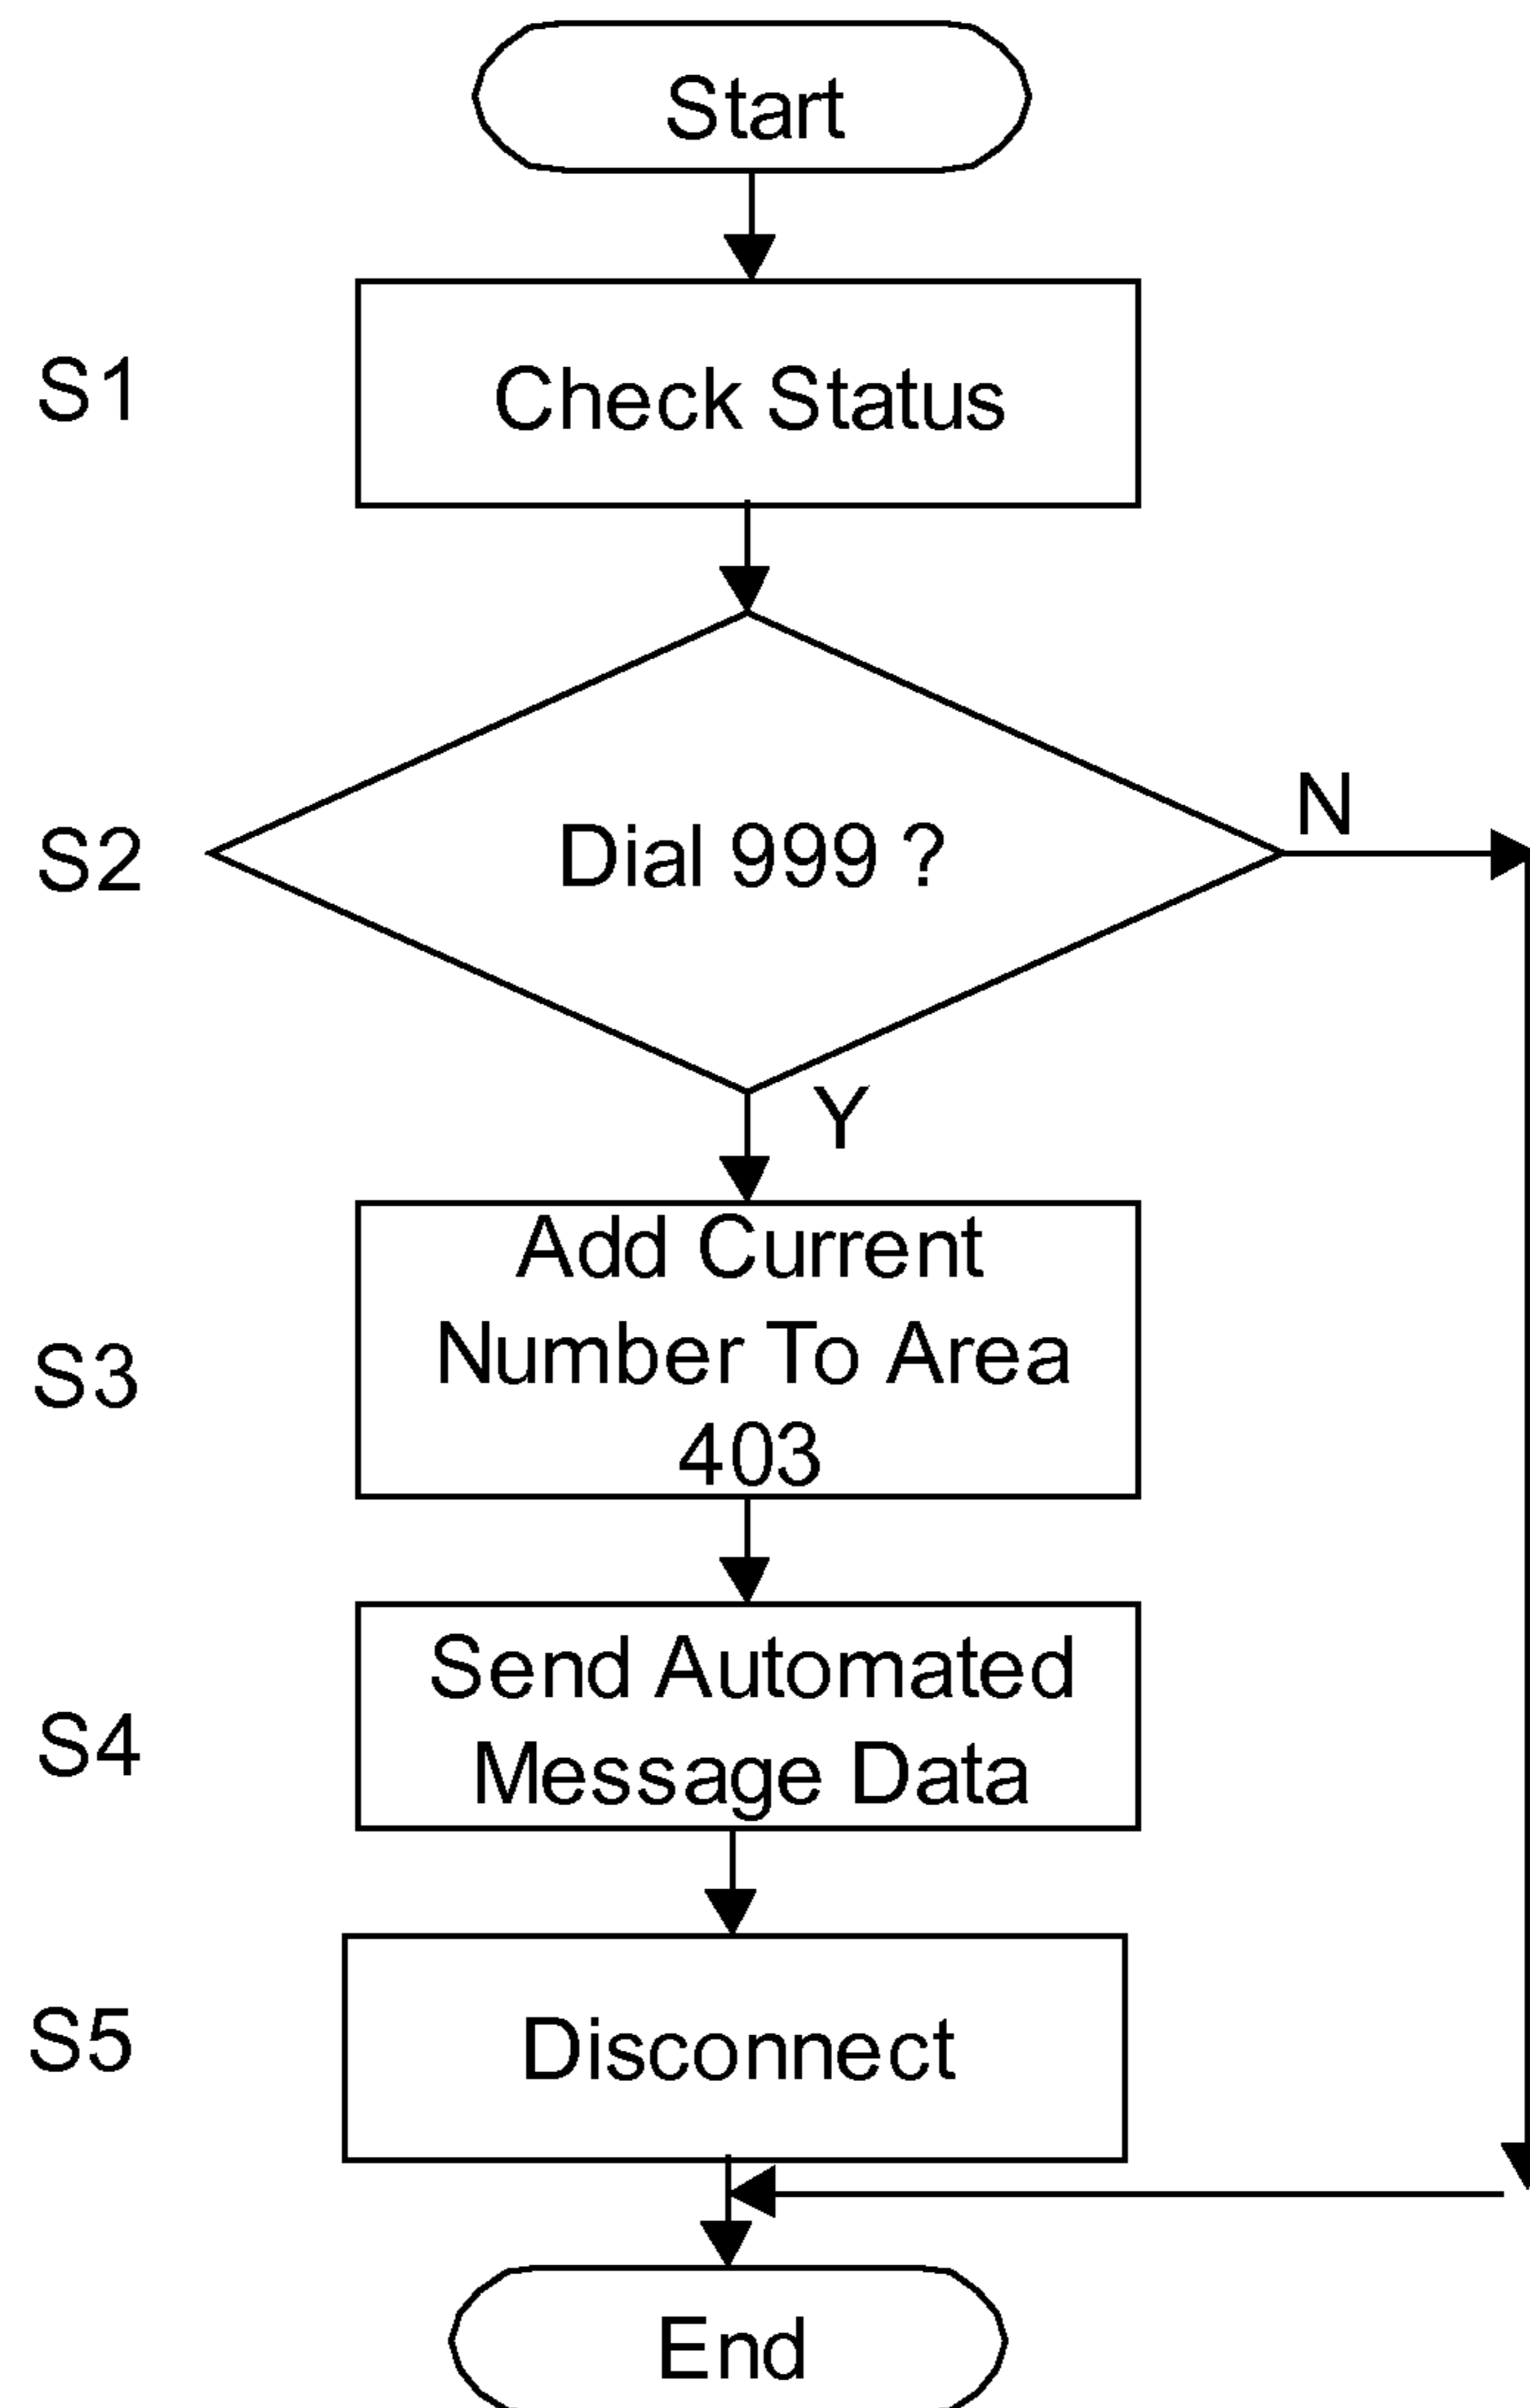 Start
S1
Check Status
S2
Dial 999 ?
N
Y
S3
Add Current
Number To Area
403
S4
Send Automated
Message Data
S5
Disconnect
End